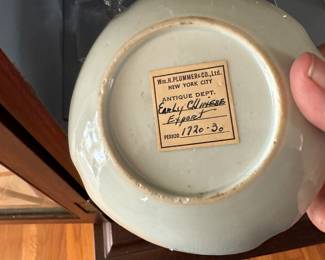 WM. H. PLUMMER & CO., LTD.
NEW YORK CITY
ANTIQUE DEPT.
Early Chinese
Export
PERIOD 1720-30